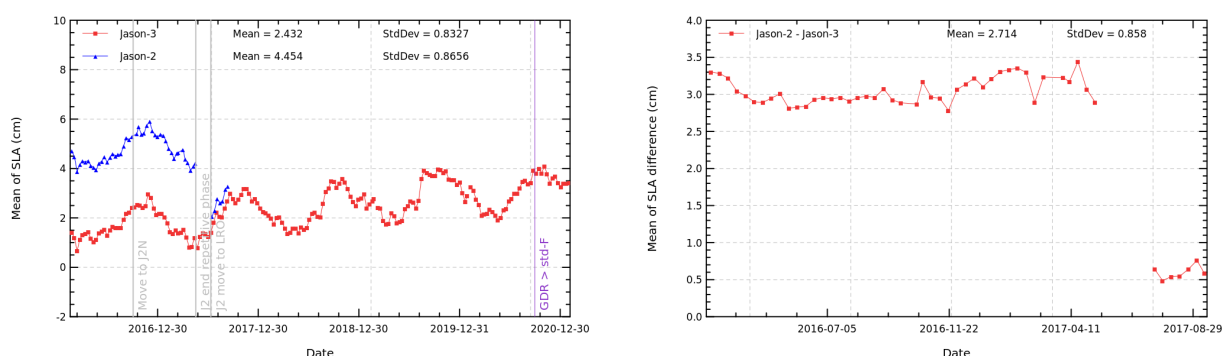 10
8
6
4
2
0
-2
Mean of SLA (cm)
Jason-3 Mean = 2.432 StdDev = 0.8327
Jason-2 Mean = 4.454 StdDev = 0.8656
Move to J2N
J2 end repetitive phase
J2 move to LRO
GDR > std-F
2016-12-30 2017-12-30 2018-12-30 2019-12-31 2020-12-30
Date
4.0
3.5
3.0
2.5
2.0
1.5
1.0
0.5
0.0
Mean of SLA difference (cm)
Jason-2 - Jason-3 Mean = 2.714 StdDev = 0.858
2016-07-05 2016-11-22 2017-04-11 2017-08-29
Date